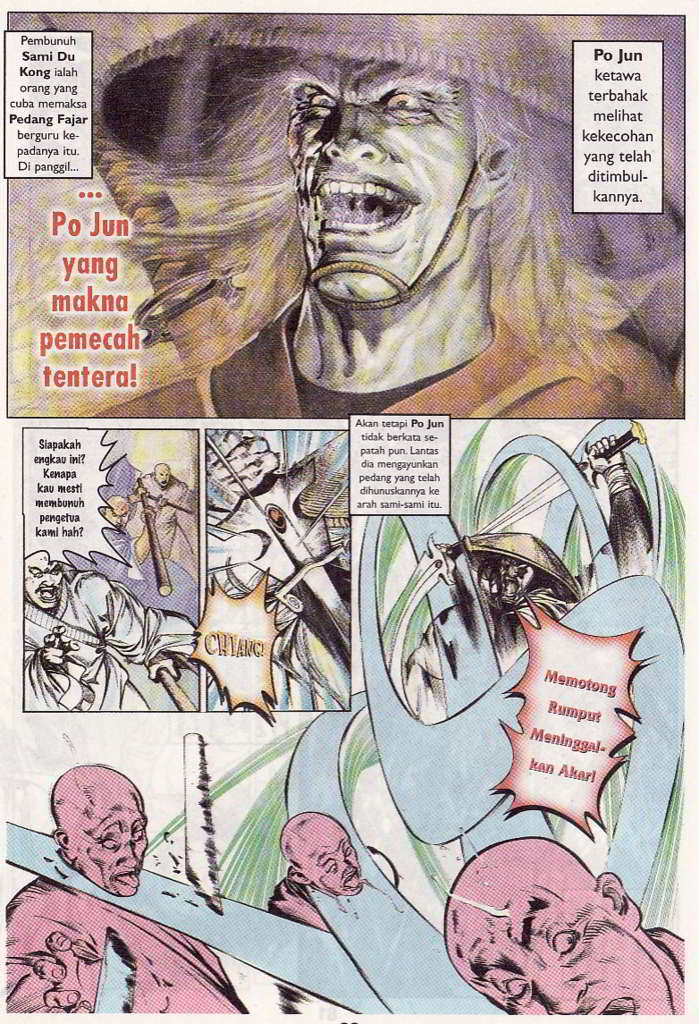 Pembunuh
Sami Du
Kong ialah
orang yang
cuba memaksa
Pedang Fajar
berguru ke-
padanya itu.
Di panggil...
...
Po Jun
yang
makna
pemecah
tentera!
Po Jun
ketawa
terbahak
melihat
kekecohan
yang telah
ditimbul-
kannya.
Siapakah
engkau ini?
Kenapa
kau mesti
membunuh
pengetua
kami hah?
CHIANG!
Akan tetapi Po Jun
tidak berkata se-
patah pun. Lantas
dia mengayunkan
pedang yang telah
dihunuskannya ke
arah sami-sami itu.
Memotong
Rumput
Meninggal-
kan Akar!